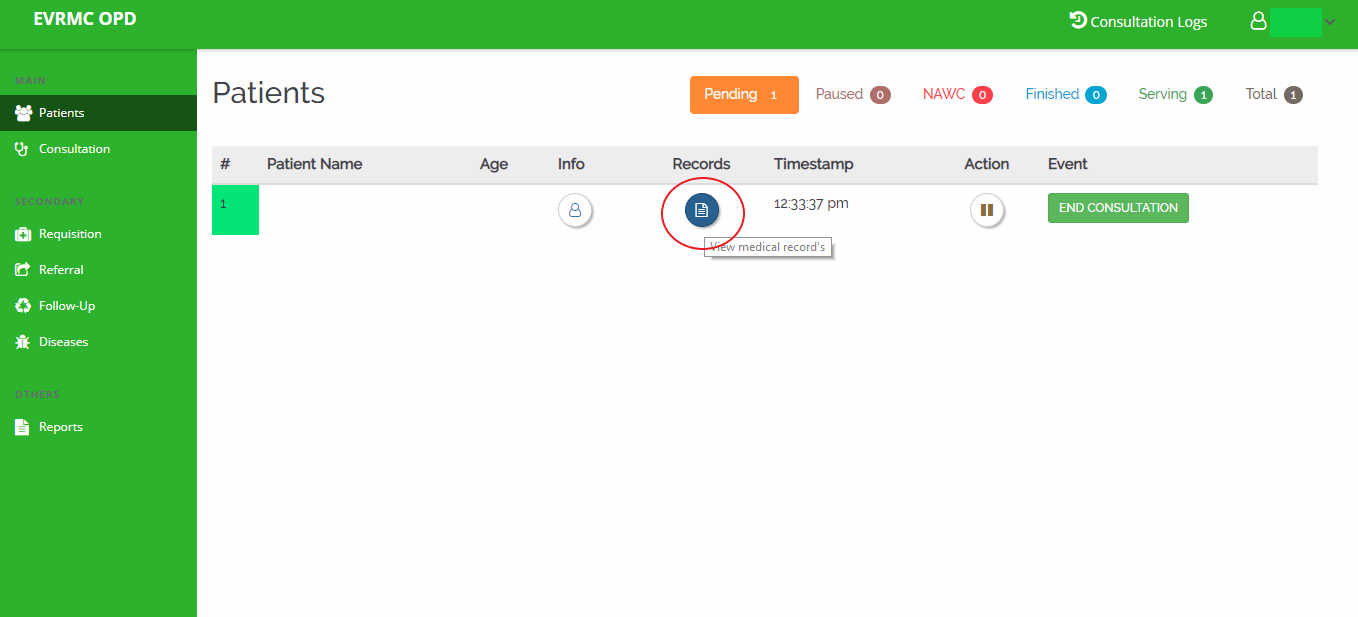 EVRMC OPD
Consultation Logs
MAIN
Patients
Consultation
SECONDARY
Requisition
Referral
Follow-Up
Diseases
OTHERS
Reports
Patients
Pending 1 Paused 0 NAWC 0 Finished 0 Serving 1 Total 1
# Patient Name Age Info Records Timestamp Action Event
1 12:33:37 pm END CONSULTATION
View medical record's